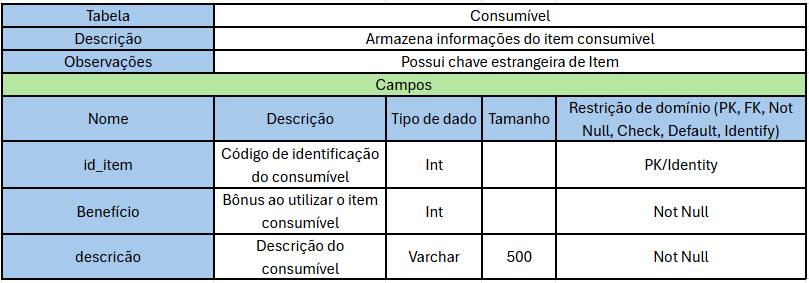 Tabela Consumível
Descrição Armazena informações do item consumivel
Observações Possui chave estrangeira de Item
Campos
Nome Descrição Tipo de dado Tamanho Restrição de domínio (PK, FK, Not
Null, Check, Default, Identify)
id_item Código de identificação
do consumível Int PK/Identity
Benefício Bônus ao utilizar o item
consumível Int Not Null
descricão Descrição do
consumível Varchar 500 Not Null